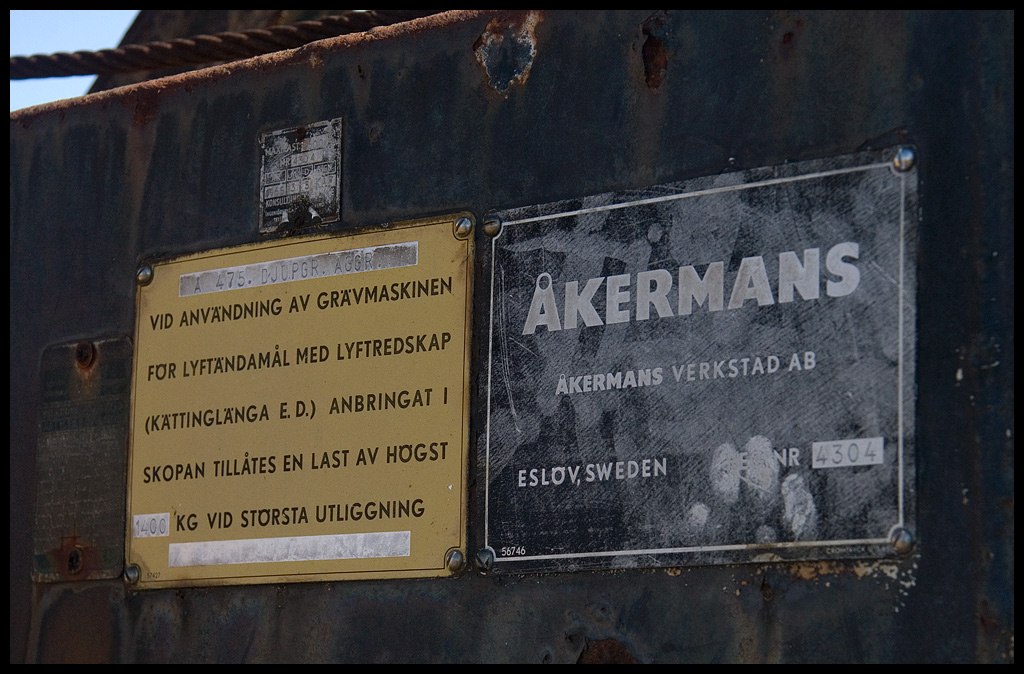 A 475. DJUPGR. AGGR.
VID ANVÄNDNING AV GRÄVMASKINEN
FÖR LYFTÄNDAMÅL MED LYFTREDSKAP
(KÄTTINGLÄNGA E.D.) ANBRINGAT I
SKOPAN TILLÅTES EN LAST AV HÖGST
1400 KG VID STÖRSTA UTLIGGNING
ÅKERMANS
ÅKERMANS VERKSTAD AB
ESLÖV, SWEDEN
NR 4304
56746